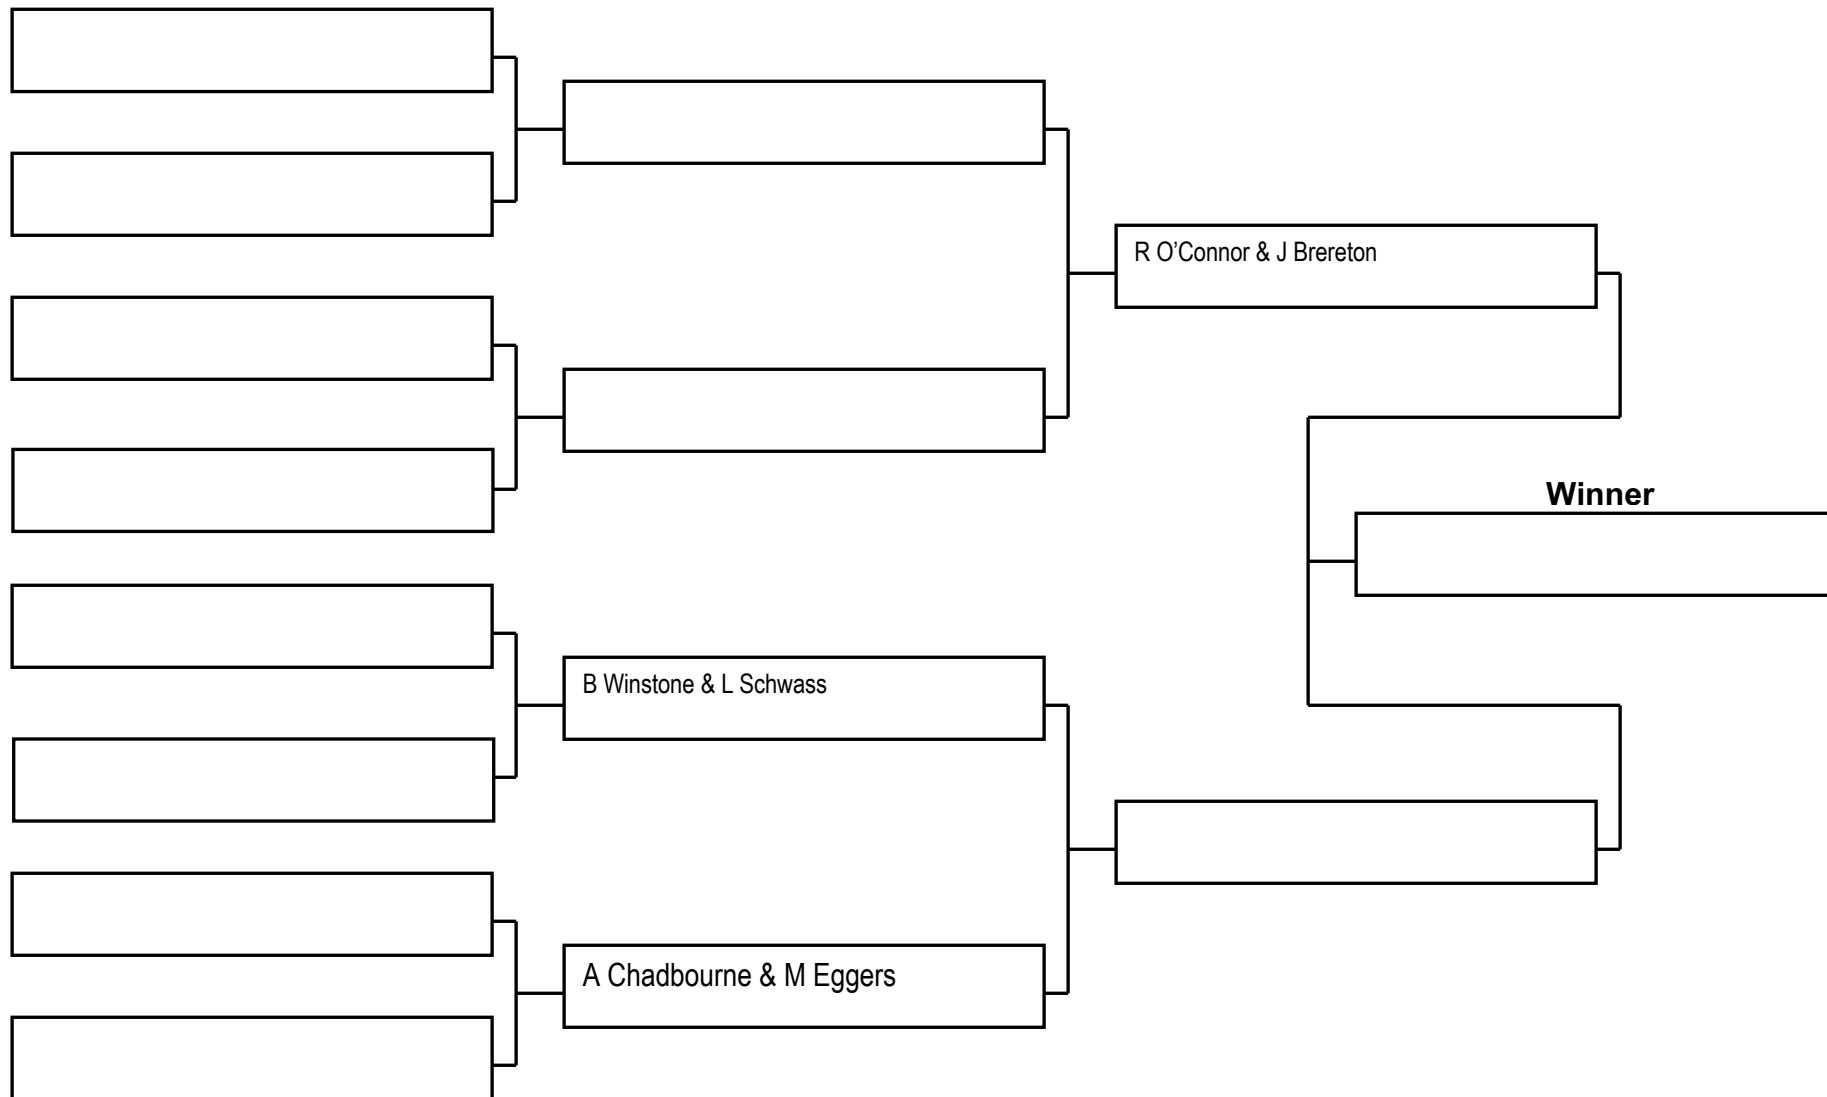 R O’Connor & J Brereton
Winner
B Winstone & L Schwass
A Chadbourne & M Eggers